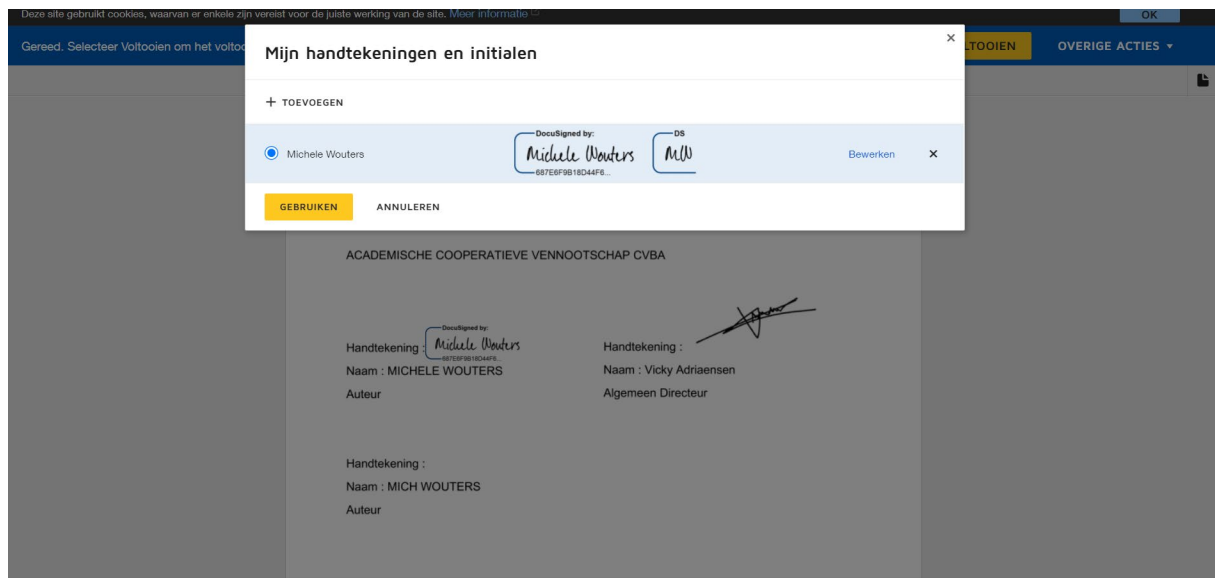 Deze site gebruikt cookies, waarvan er enkele zijn vereist voor de juiste werking van de site. Meer informatie
OK
Gereed. Selecteer Voltooien om het voltoo
LTOOIEN
OVERIGE ACTIES
Mijn handtekeningen en initialen
×
+ TOEVOEGEN
Michele Wouters
DocuSigned by:
Michele Wouters
687E6F9B18D44F6...
DS
MW
Bewerken
×
GEBRUIKEN
ANNULEREN
ACADEMISCHE COOPERATIEVE VENNOOTSCHAP CVBA
DocuSigned by:
Handtekening : Michele Wouters
687E6F9B18D44F6...
Handtekening :
Naam : MICHELE WOUTERS
Naam : Vicky Adriaensen
Auteur
Algemeen Directeur
Handtekening :
Naam : MICH WOUTERS
Auteur